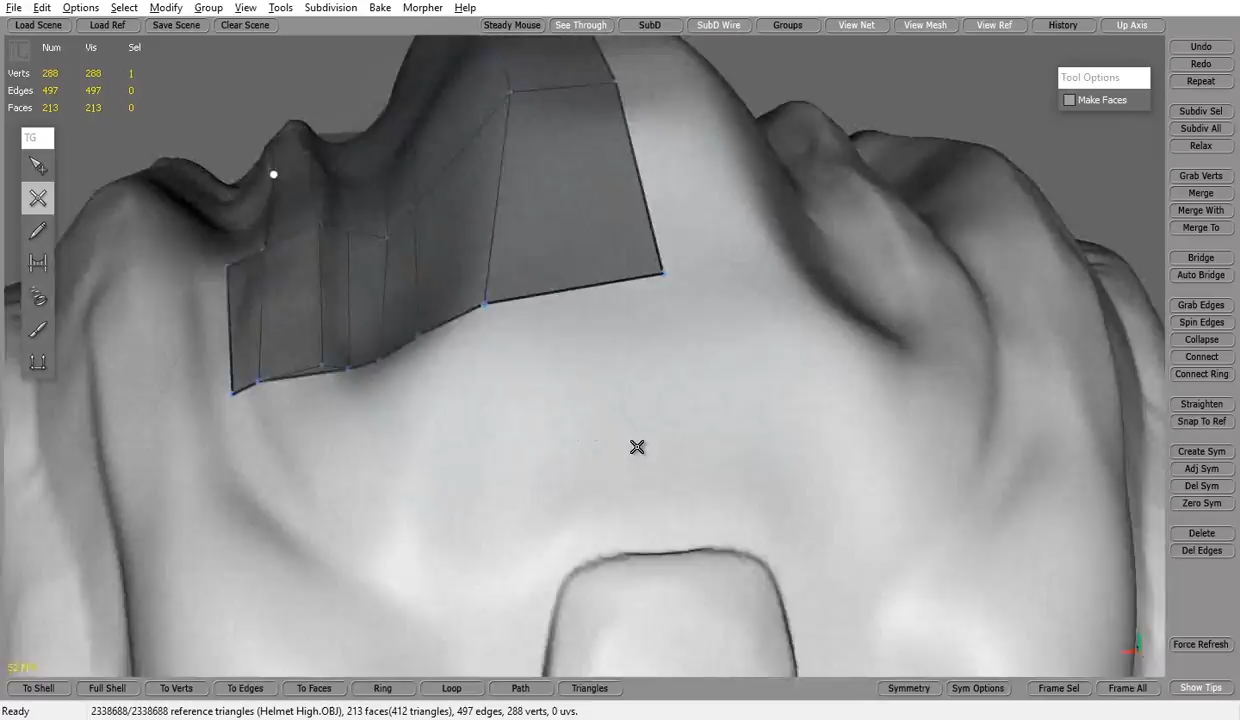 File Edit Options Select Modify Group View Tools Subdivision Bake Morpher Help
Load Scene Load Ref Save Scene Clear Scene Steady Mouse See Through SubD SubD Wire Groups View Net View Mesh View Ref History Up Axis
Num Vis Sel
Verts 288 288 1
Edges 497 497 0
Faces 213 213 0
TG
Tool Options
Make Faces
Undo
Redo
Repeat
Subdiv Sel
Subdiv All
Relax
Grab Verts
Merge
Merge With
Merge To
Bridge
Auto Bridge
Grab Edges
Spin Edges
Collapse
Connect
Connect Ring
Straighten
Snap To Ref
Create Sym
Adj Sym
Del Sym
Zero Sym
Delete
Del Edges
Force Refresh
To Shell Full Shell To Verts To Edges To Faces Ring Loop Path Triangles Symmetry Sym Options Frame Sel Frame All Show Tips
Ready 2338688/2338688 reference triangles (Helmet High.OBJ), 213 faces(412 triangles), 497 edges, 288 verts, 0 uvs.